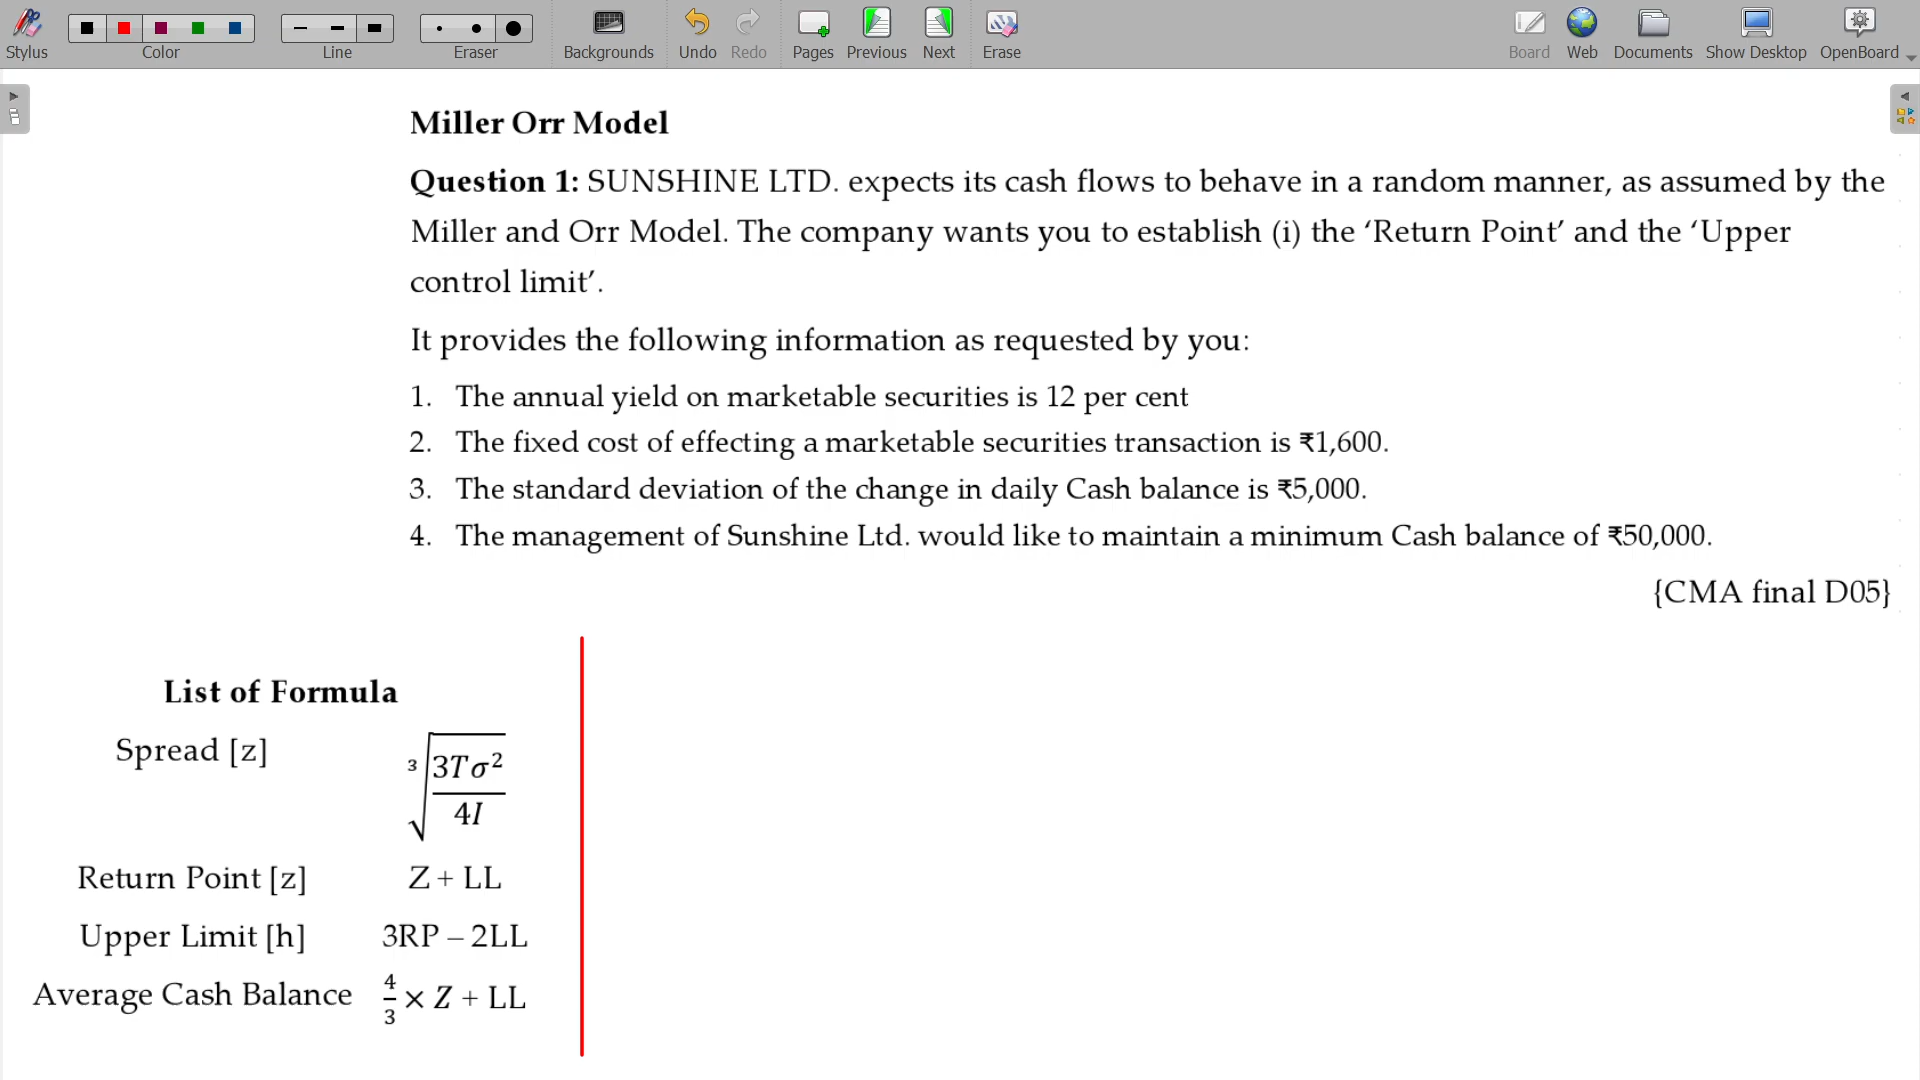 Stylus
Color
Line
Eraser
Backgrounds
Undo
Redo
Pages
Previous
Next
Erase
Board
Web
Documents
Show Desktop
OpenBoard
Miller Orr Model
Question 1: SUNSHINE LTD. expects its cash flows to behave in a random manner, as assumed by the
Miller and Orr Model. The company wants you to establish (i) the ‘Return Point’ and the ‘Upper
control limit’.
It provides the following information as requested by you:
1. The annual yield on marketable securities is 12 per cent
2. The fixed cost of effecting a marketable securities transaction is ₹1,600.
3. The standard deviation of the change in daily Cash balance is ₹5,000.
4. The management of Sunshine Ltd. would like to maintain a minimum Cash balance of ₹50,000.
{CMA final D05}
List of Formula
Spread [z] ∛(3Tσ²/4I)
Return Point [z] Z + LL
Upper Limit [h] 3RP – 2LL
Average Cash Balance 4/3 × Z + LL